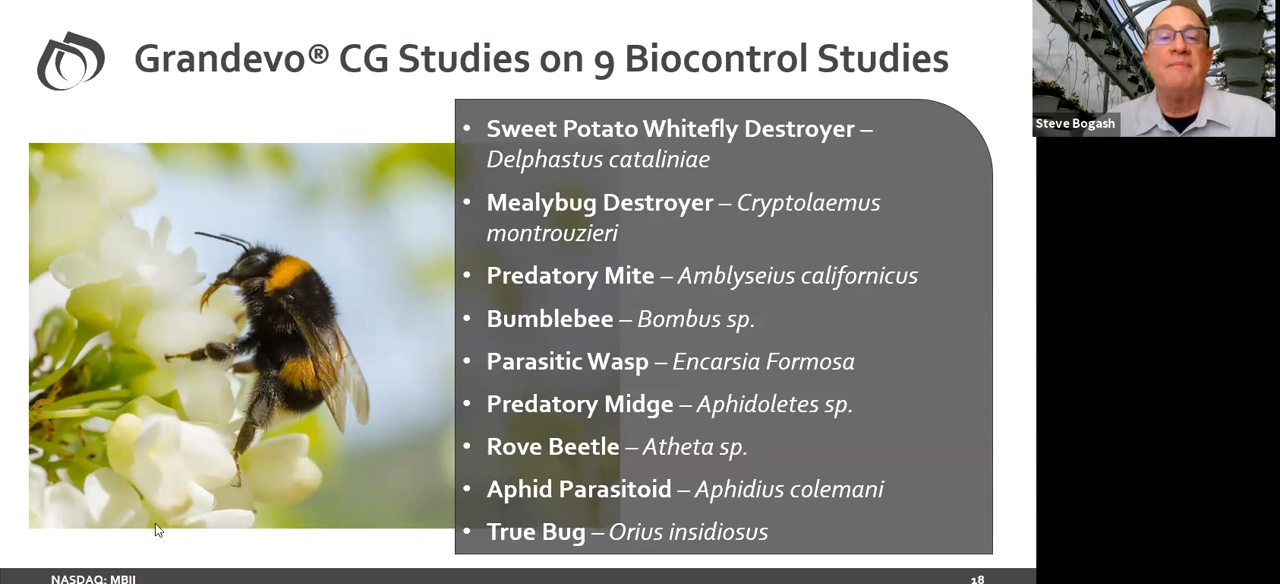 Grandevo® CG Studies on 9 Biocontrol Studies
• Sweet Potato Whitefly Destroyer –
Delphastus cataliniae
• Mealybug Destroyer – Cryptolaemus
montrouzieri
• Predatory Mite – Amblyseius californicus
• Bumblebee – Bombus sp.
• Parasitic Wasp – Encarsia Formosa
• Predatory Midge – Aphidoletes sp.
• Rove Beetle – Atheta sp.
• Aphid Parasitoid – Aphidius colemani
• True Bug – Orius insidiosus
Steve Bogash
NASDAQ: MBII
18